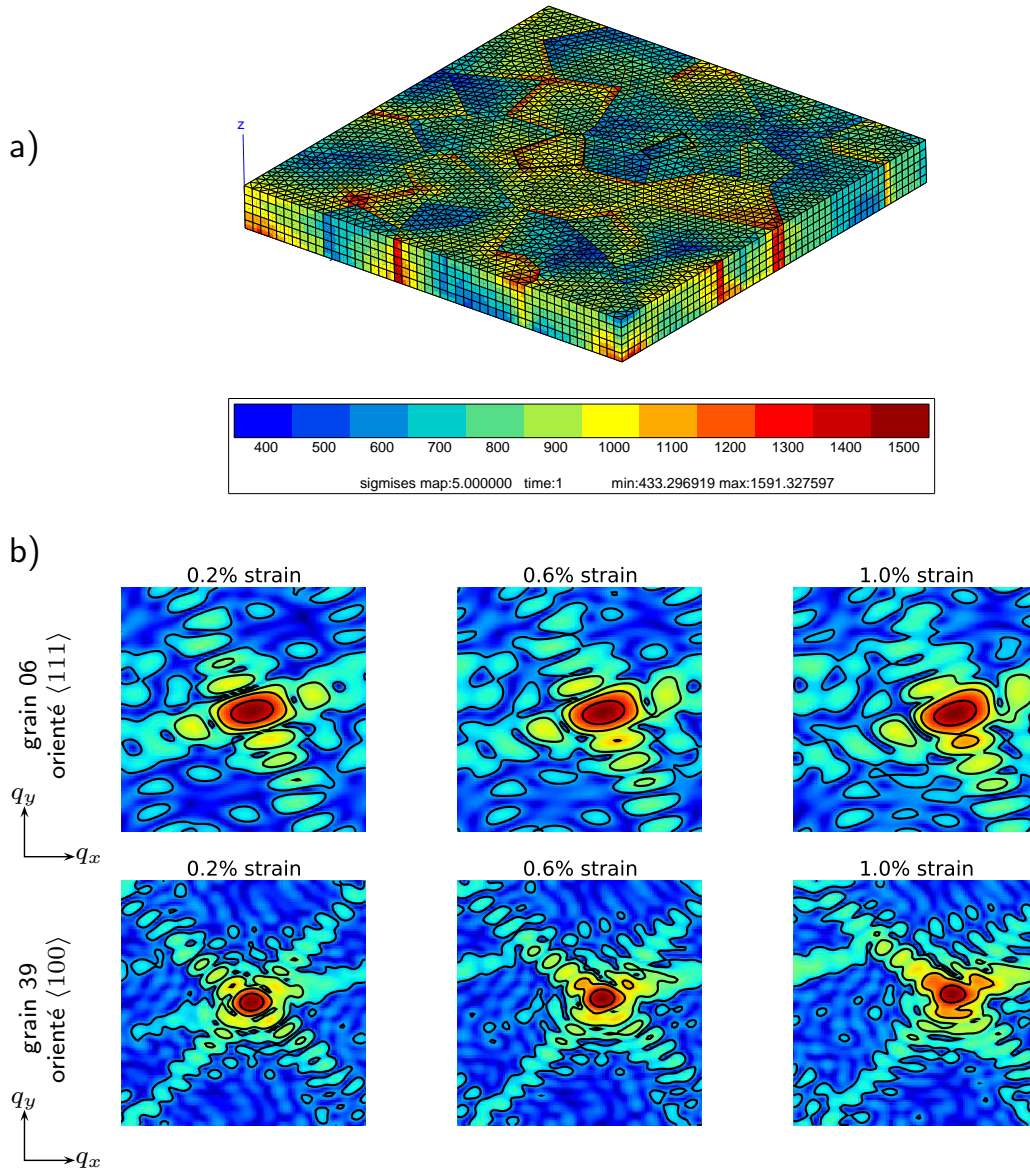 a)
z
400 500 600 700 800 900 1000 1100 1200 1300 1400 1500
sigmises map:5.000000 time:1 min:433.296919 max:1591.327597
b)
0.2% strain 0.6% strain 1.0% strain
grain 06
orienté ⟨111⟩
q_y
q_x
0.2% strain 0.6% strain 1.0% strain
grain 39
orienté ⟨100⟩
q_y
q_x